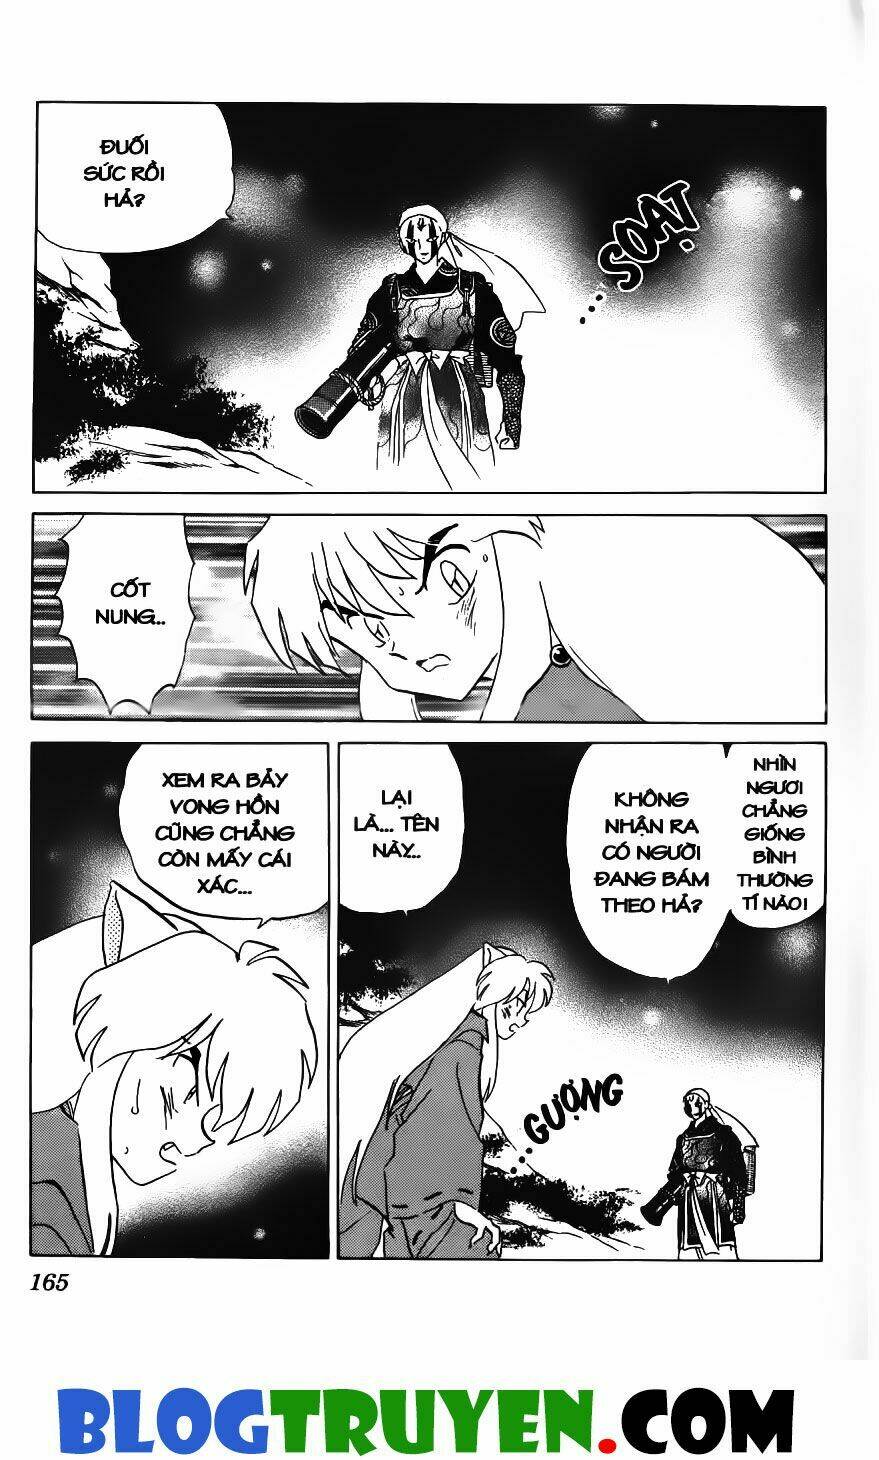 ĐUỐI
SỨC RỒI
HẢ?
...SOẠT
CỐT
NUNG..
NHÌN
NGƯƠI
CHẲNG
GIỐNG
BÌNH
THƯỜNG
TÍ NÀO!
KHÔNG
NHẬN RA
CÓ NGƯỜI
ĐANG BÁM
THEO HẢ?
LẠI
LÀ... TÊN
NÀY..
...GƯỢNG
XEM RA BẢY
VONG HỒN
CŨNG CHẲNG
CÒN MẤY CÁI
XÁC...
165
BLOGTRUYEN.COM